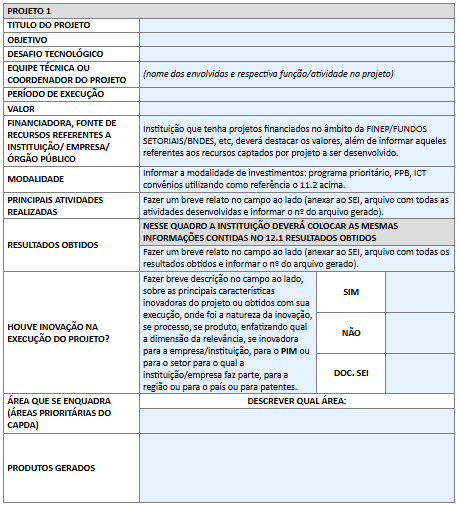 PROJETO 1
TITULO DO PROJETO
OBJETIVO
DESAFIO TECNOLÓGICO
EQUIPE TÉCNICA OU
COORDENADOR DO PROJETO
(nome dos envolvidos e respectiva função/atividade no projeto)
PERÍODO DE EXECUÇÃO
VALOR
FINANCIADORA, FONTE DE
RECURSOS REFERENTES A
INSTITUIÇÃO/ EMPRESA/
ÓRGÃO PÚBLICO
Instituição que tenha projetos financiados no âmbito da FINEP/FUNDOS
SETORIAIS/BNDES, etc, deverá destacar os valores, além de informar aqueles
referentes aos recursos captados por projeto a ser desenvolvido.
MODALIDADE
Informar a modalidade de investimentos: programa prioritário, PPB, ICT
convênios utilizando como referência o 11.2 acima.
PRINCIPAIS ATIVIDADES
REALIZADAS
Fazer um breve relato no campo ao lado (anexar ao SEI, arquivo com todas as
atividades desenvolvidas e informar o nº do arquivo gerado).
RESULTADOS OBTIDOS
NESSE QUADRO A INSTITUIÇÃO DEVERÁ COLOCAR AS MESMAS
INFORMAÇÕES CONTIDAS NO 12.1 RESULTADOS OBTIDOS
Fazer um breve relato no campo ao lado (anexar ao SEI, arquivo com todas os
resultados obtidos e informar o nº do arquivo gerado).
HOUVE INOVAÇÃO NA
EXECUÇÃO DO PROJETO?
Fazer breve descrição no campo ao lado,
sobre as principais características
inovadoras do projeto ou obtidos com sua
execução, onde foi a natureza da inovação,
se processo, se produto, enfatizando qual
a dimensão da relevância, se inovadora
para a empresa/instituição, para o PIM ou
para o setor para o qual a
instituição/empresa faz parte, para a
região ou para o país ou para patentes.
SIM
NÃO
DOC. SEI
ÁREA QUE SE ENQUADRA
(ÁREAS PRIORITÁRIAS DO
CAPDA)
DESCREVER QUAL ÁREA:
PRODUTOS GERADOS